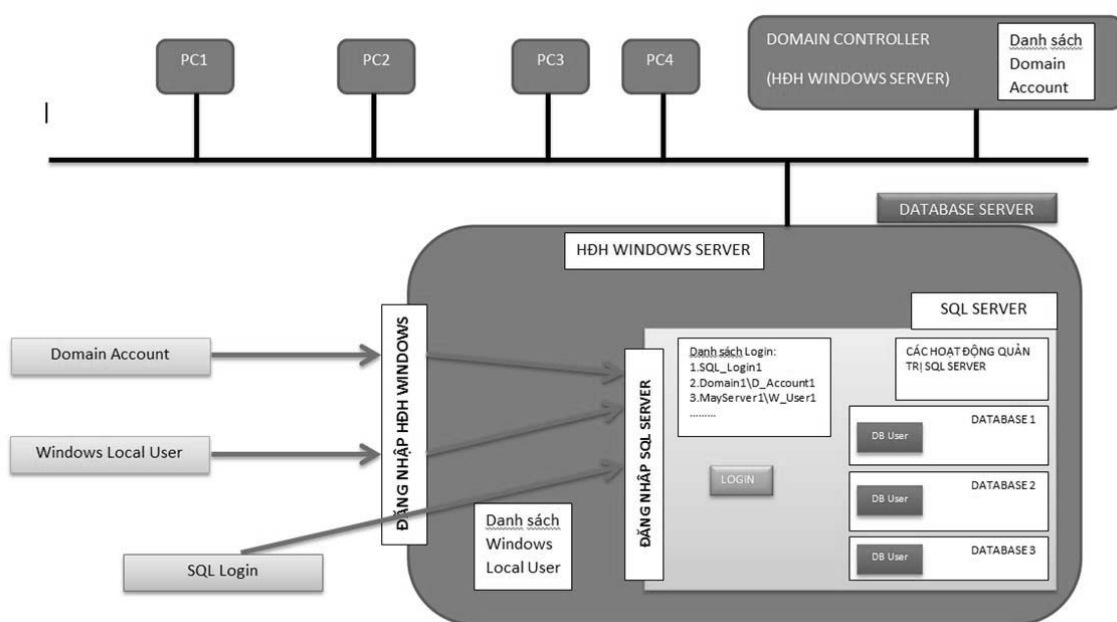 PC1
PC2
PC3
PC4
DOMAIN CONTROLLER
(HĐH WINDOWS SERVER)
Danh sách
Domain
Account
DATABASE SERVER
HĐH WINDOWS SERVER
SQL SERVER
Domain Account
Windows Local User
SQL Login
ĐĂNG NHẬP HĐH WINDOWS
Danh sách
Windows
Local User
ĐĂNG NHẬP SQL SERVER
Danh sách Login:
1.SQL_Login1
2.Domain1\D_Account1
3.MayServer1\W_User1
.........
LOGIN
CÁC HOẠT ĐỘNG QUẢN
TRỊ SQL SERVER
DATABASE 1
DB User
DATABASE 2
DB User
DATABASE 3
DB User